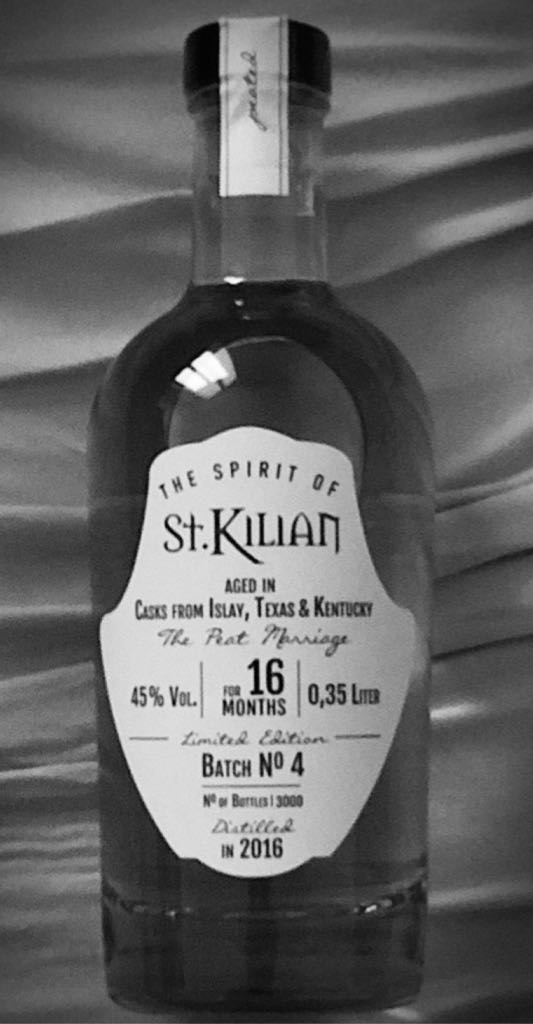 peated
THE SPIRIT OF
St. KILIAN
AGED IN
CASKS FROM ISLAY, TEXAS & KENTUCKY
The Peat Marriage
45% VOL. FOR 16 MONTHS 0,35 LITER
Limited Edition
BATCH Nº 4
Nº OF BOTTLES | 3000
Distilled
IN 2016